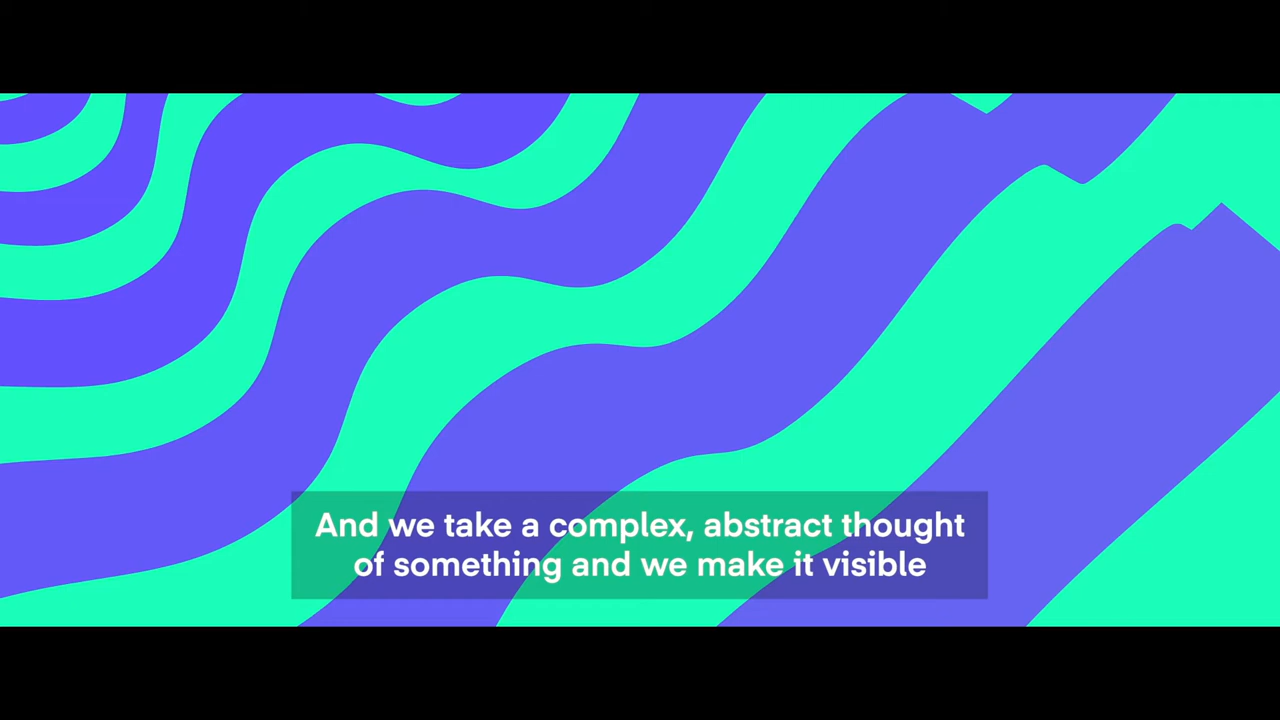 And we take a complex, abstract thought
of something and we make it visible